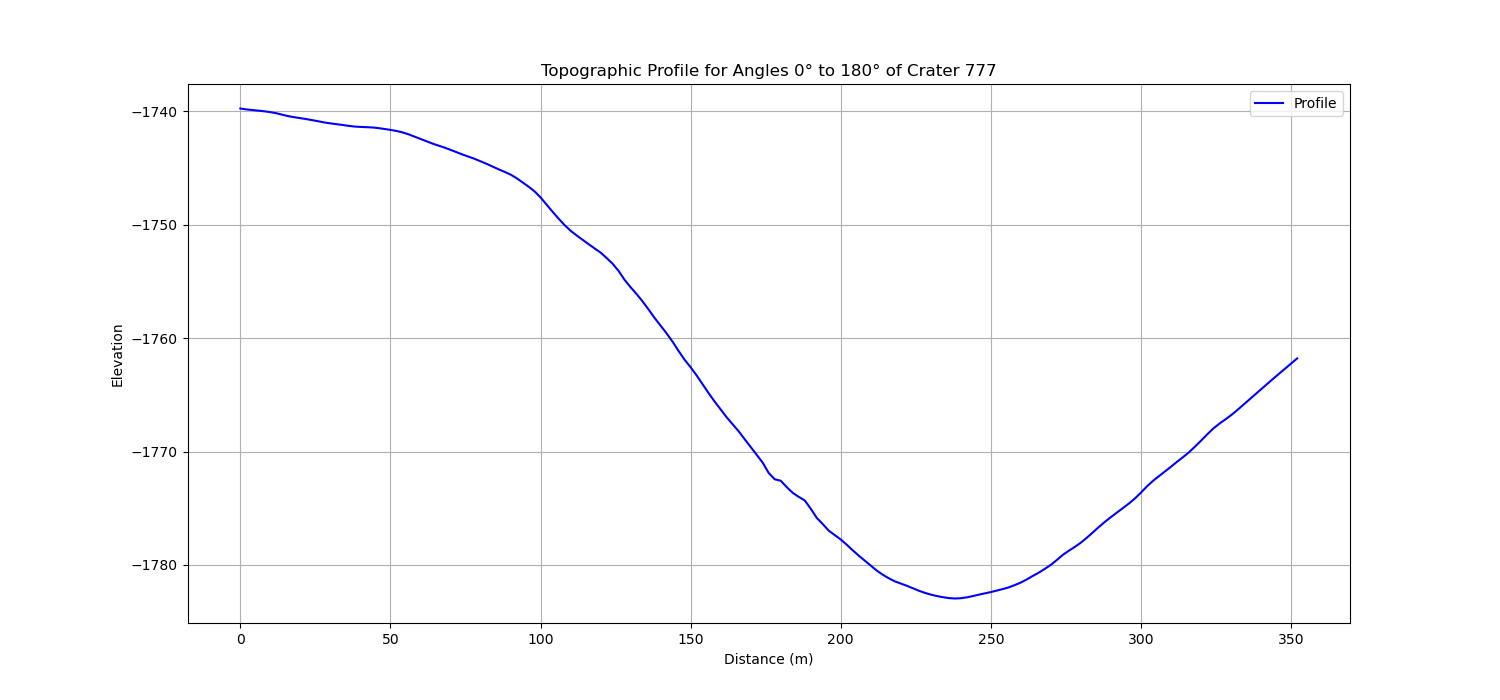 Topographic Profile for Angles 0° to 180° of Crater 777
Profile
−1740
−1750
−1760
−1770
−1780
Elevation
0 50 100 150 200 250 300 350
Distance (m)